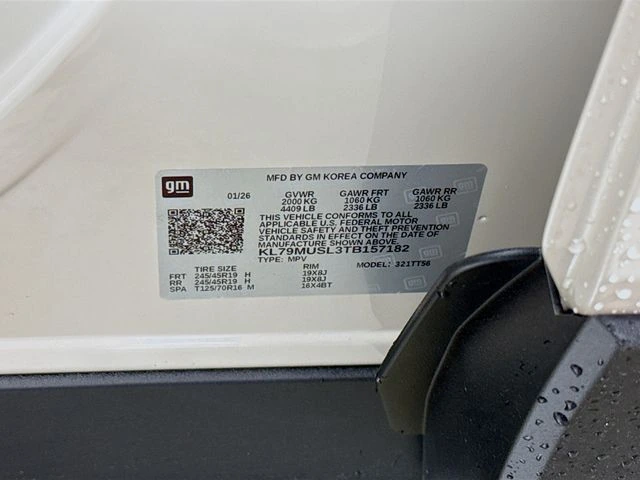 gm
MFD BY GM KOREA COMPANY
01/26 GVWR GAWR FRT GAWR RR
2000 KG 1060 KG 1060 KG
4409 LB 2336 LB 2336 LB
THIS VEHICLE CONFORMS TO ALL
APPLICABLE U.S. FEDERAL MOTOR
VEHICLE SAFETY AND THEFT PREVENTION
STANDARDS IN EFFECT ON THE DATE OF
MANUFACTURE SHOWN ABOVE.
KL79MUSL3TB157182
TYPE: MPV MODEL: 321TT56
TIRE SIZE RIM
FRT 245/45R19 H 19X8J
RR 245/45R19 H 19X8J
SPA T125/70R16 M 16X4BT